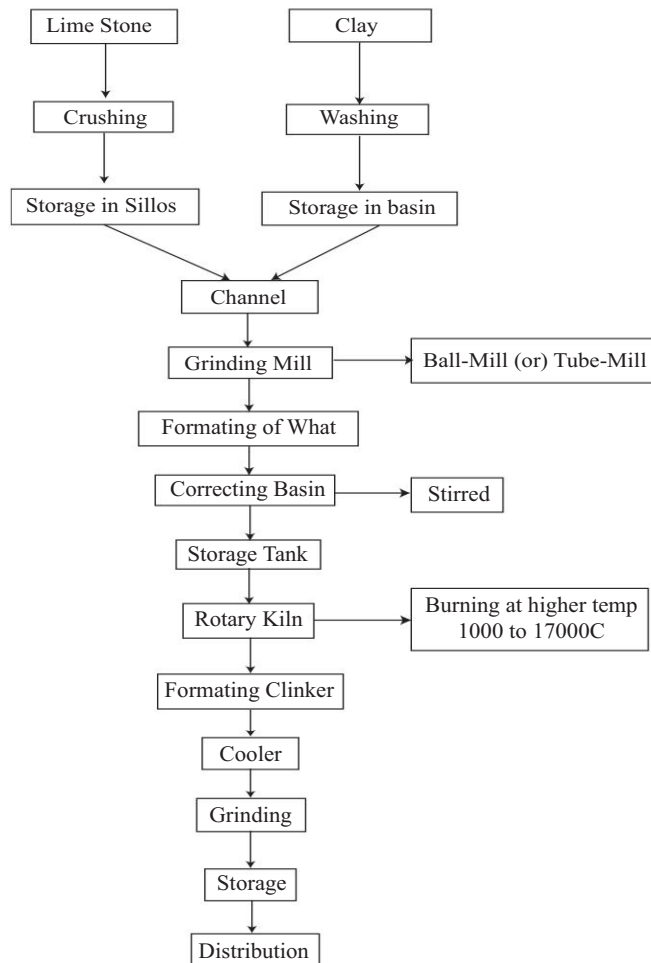 Lime Stone
Clay
Crushing
Washing
Storage in Sillos
Storage in basin
Channel
Grinding Mill
Ball-Mill (or) Tube-Mill
Formating of What
Correcting Basin
Stirred
Storage Tank
Rotary Kiln
Burning at higher temp
1000 to 17000C
Formating Clinker
Cooler
Grinding
Storage
Distribution